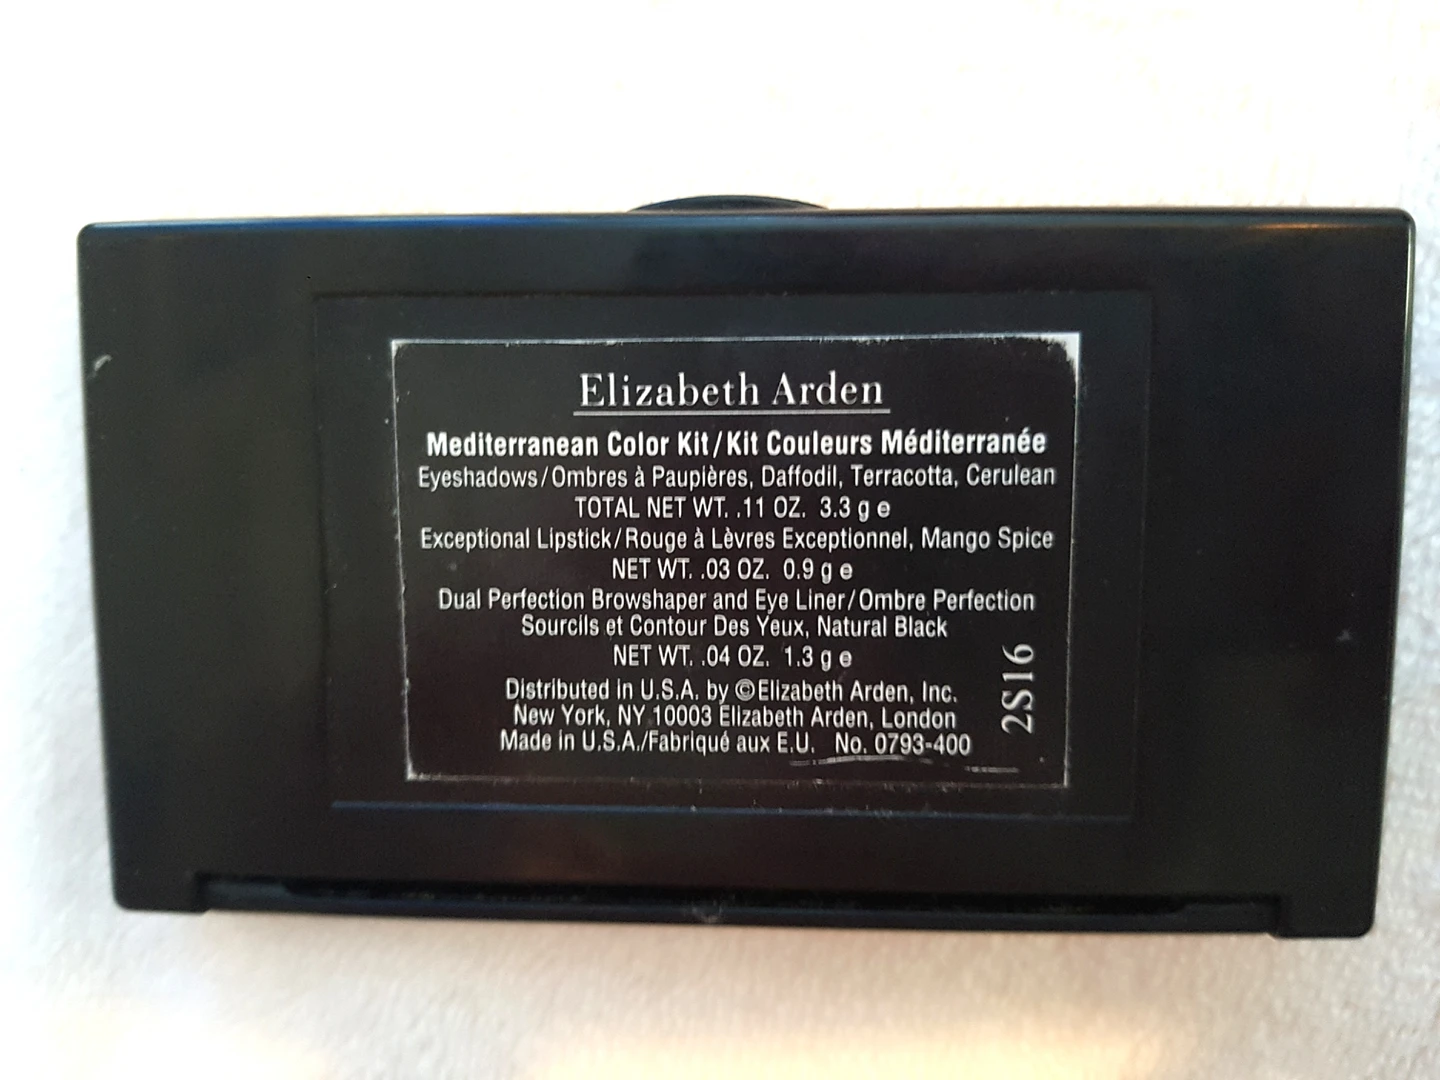 Elizabeth Arden
Mediterranean Color Kit/Kit Couleurs Méditerranée
Eyeshadows/Ombres à Paupières, Daffodil, Terracotta, Cerulean
TOTAL NET WT. .11 OZ. 3.3 g e
Exceptional Lipstick/Rouge à Lèvres Exceptionnel, Mango Spice
NET WT. .03 OZ. 0.9 g e
Dual Perfection Browshaper and Eye Liner/Ombre Perfection
Sourcils et Contour Des Yeux, Natural Black
NET WT. .04 OZ. 1.3 g e
Distributed in U.S.A. by ©Elizabeth Arden, Inc.
New York, NY 10003 Elizabeth Arden, London
Made in U.S.A./Fabriqué aux E.U. No. 0793-400
2S16